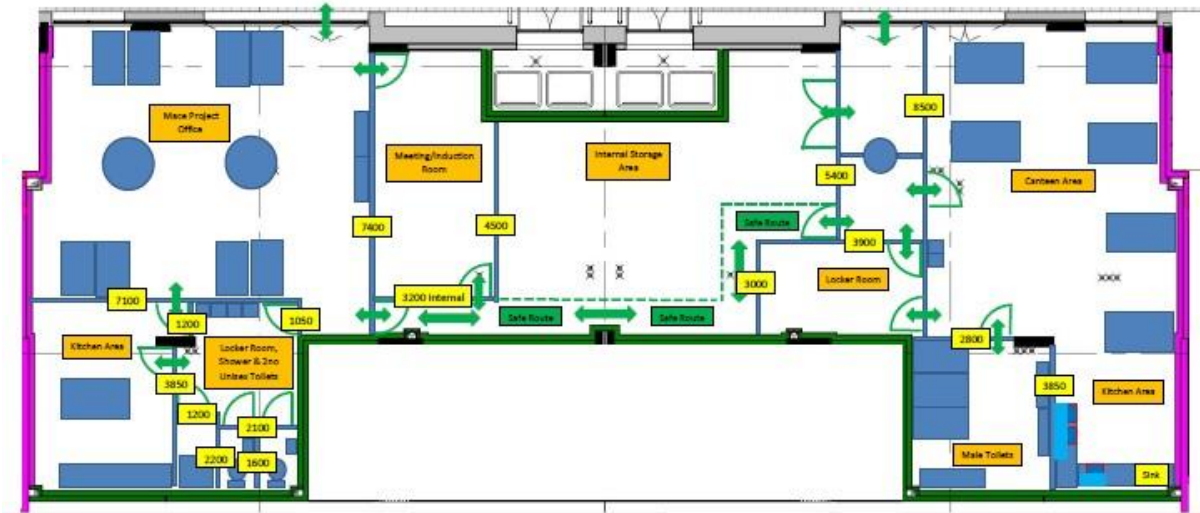 Mace Project
Office
Meeting/Induction
Room
Internal Storage
Area
8500
Canteen Area
5400
Safe Route
7400
4500
3900
3000
Locker Room
7100
3200 Internal
1200
1050
Safe Route
Safe Route
Kitchen Area
Locker Room,
Shower & 2no
Unisex Toilets
2800
3850
3850
Kitchen Area
1200
2100
2200
1600
Male Toilets
Sink